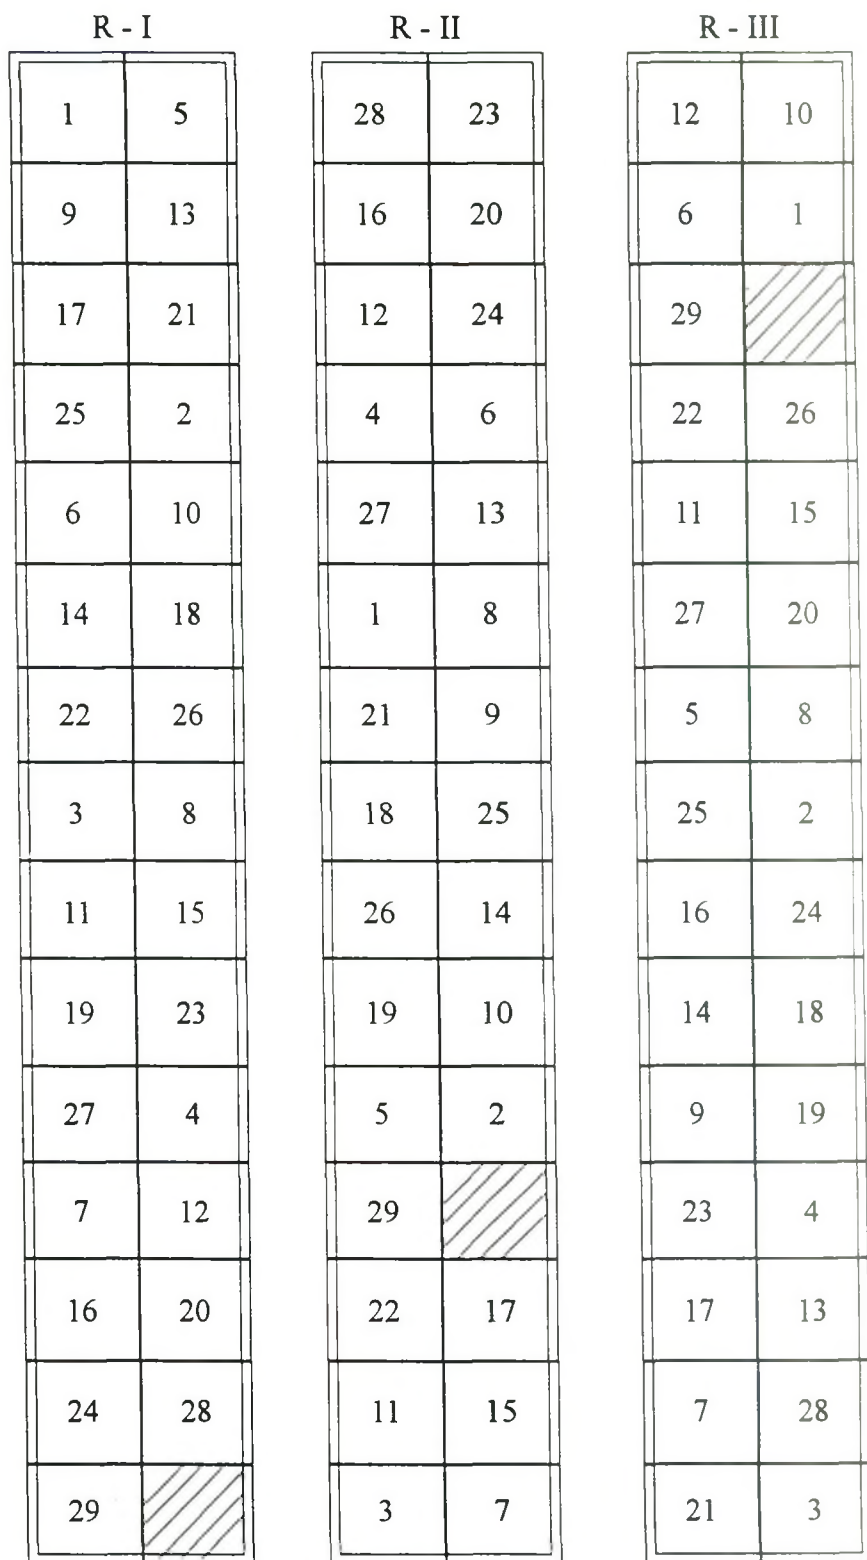 R - I R - II R - III
1 5 28 23 12 10
9 13 16 20 6 1
17 21 12 24 29
25 2 4 6 22 26
6 10 27 13 11 15
14 18 1 8 27 20
22 26 21 9 5 8
3 8 18 25 25 2
11 15 26 14 16 24
19 23 19 10 14 18
27 4 5 2 9 19
7 12 29 23 4
16 20 22 17 17 13
24 28 11 15 7 28
29 3 7 21 3